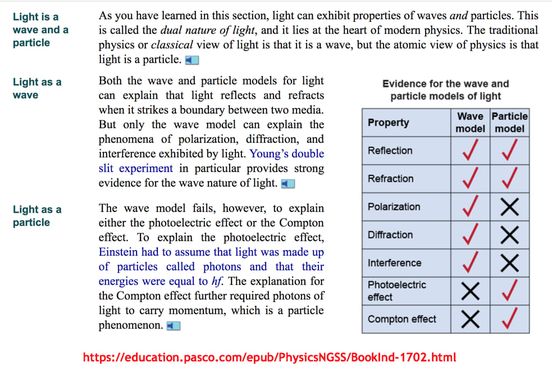 Light is a
wave and a
particle
As you have learned in this section, light can exhibit properties of waves and particles. This
is called the dual nature of light, and it lies at the heart of modern physics. The traditional
physics or classical view of light is that it is a wave, but the atomic view of physics is that
light is a particle.
Light as a
wave
Both the wave and particle models for light
can explain that light reflects and refracts
when it strikes a boundary between two media.
But only the wave model can explain the
phenomena of polarization, diffraction, and
interference exhibited by light. Young's double
slit experiment in particular provides strong
evidence for the wave nature of light.
Light as a
particle
The wave model fails, however, to explain
either the photoelectric effect or the Compton
effect. To explain the photoelectric effect,
Einstein had to assume that light was made up
of particles called photons and that their
energies were equal to hf. The explanation for
the Compton effect further required photons of
light to carry momentum, which is a particle
phenomenon.
Evidence for the wave and
particle models of light
Property
Wave model
Particle model
Reflection
Refraction
Polarization
Diffraction
Interference
Photoelectric
effect
Compton effect
https://education.pasco.com/epub/PhysicsNGSS/BookInd-1702.html